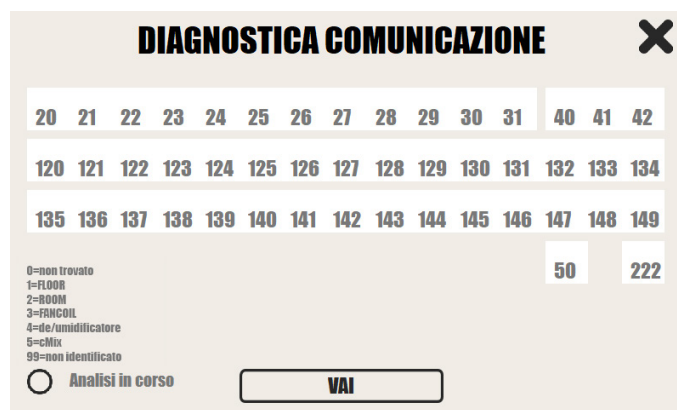 DIAGNOSTICA COMUNICAZIONE
20 21 22 23 24 25 26 27 28 29 30 31 40 41 42
120 121 122 123 124 125 126 127 128 129 130 131 132 133 134
135 136 137 138 139 140 141 142 143 144 145 146 147 148 149
50 222
0=non trovato
1=FLOOR
2=ROOM
3=FANCOIL
4=de/umidificatore
5=cMix
99=non identificato
Analisi in corso
VAI